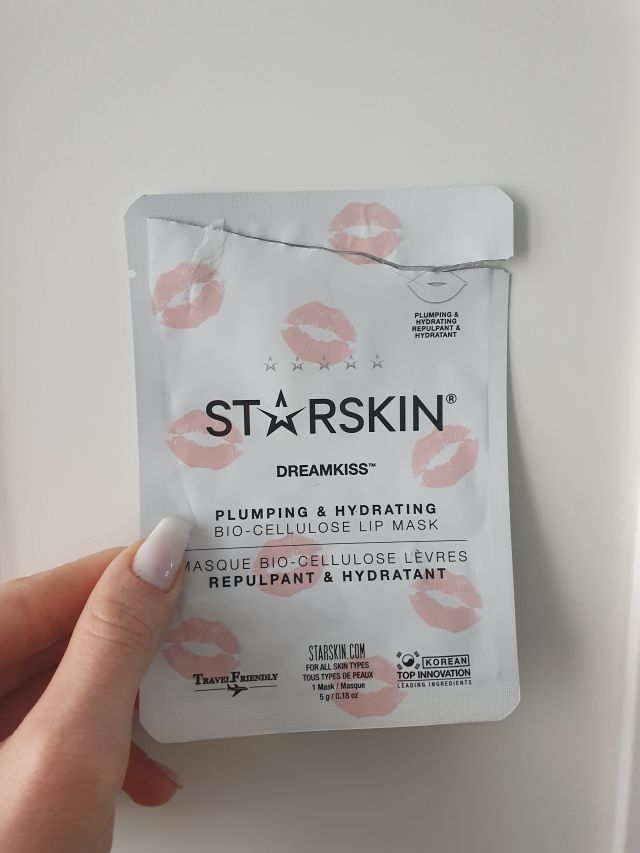 PLUMPING &
HYDRATING
REPULPANT &
HYDRATANT
STARSKIN®
DREAMKISS™
PLUMPING & HYDRATING
BIO-CELLULOSE LIP MASK
MASQUE BIO-CELLULOSE LÈVRES
REPULPANT & HYDRATANT
TRAVELFRIENDLY
STARSKIN.COM
FOR ALL SKIN TYPES
TOUS TYPES DE PEAUX
1 Mask / Masque
5 g / 0.18 oz
KOREAN
TOP INNOVATION
LEADING INGREDIENTS